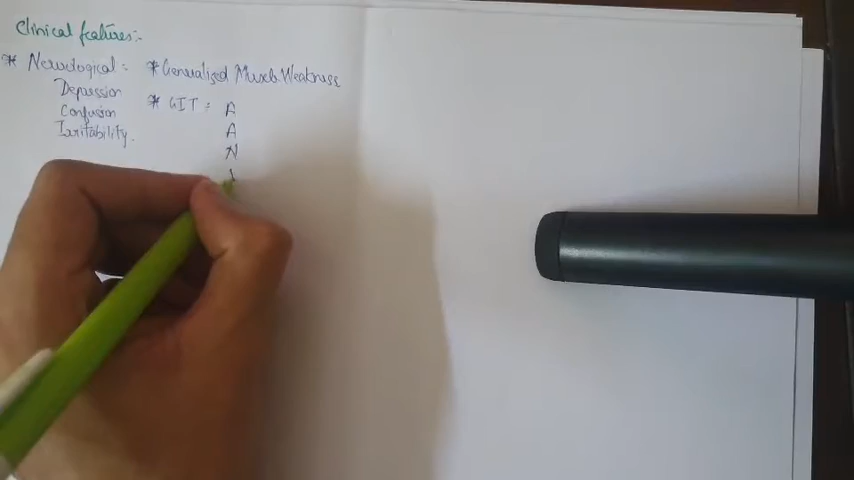 Clinical features:-
* Neurological:
Depression
Confusion
Irritability.
* Generalized Muscle Weakness
* GIT:
A
A
N